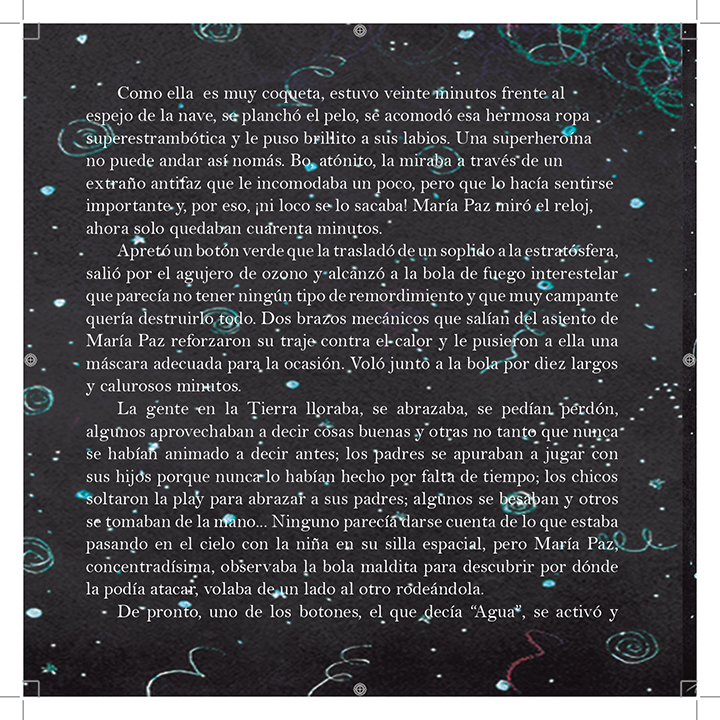 Como ella  es muy coqueta, estuvo veinte minutos frente al
espejo de la nave, se planchó el pelo, se acomodó esa hermosa ropa
superestrambótica y le puso brillito a sus labios. Una superheroína
no puede andar así nomás. Bo, atónito, la miraba a través de un
extraño antifaz que le incomodaba un poco, pero que lo hacía sentirse
importante y, por eso, ¡ni loco se lo sacaba! María Paz miró el reloj,
ahora solo quedaban cuarenta minutos.
Apretó un botón verde que la trasladó de un soplido a la estratósfera,
salió por el agujero de ozono y alcanzó a la bola de fuego interestelar
que parecía no tener ningún tipo de remordimiento y que muy campante
quería destruirlo todo. Dos brazos mecánicos que salían del asiento de
María Paz reforzaron su traje contra el calor y le pusieron a ella una
máscara adecuada para la ocasión. Voló junto a la bola por diez largos
y calurosos minutos.
La gente en la Tierra lloraba, se abrazaba, se pedían perdón,
algunos aprovechaban a decir cosas buenas y otras no tanto que nunca
se habían animado a decir antes; los padres se apuraban a jugar con
sus hijos porque nunca lo habían hecho por falta de tiempo; los chicos
soltaron la play para abrazar a sus padres; algunos se besaban y otros
se tomaban de la mano... Ninguno parecía darse cuenta de lo que estaba
pasando en el cielo con la niña en su silla espacial, pero María Paz,
concentradísima, observaba la bola maldita para descubrir por dónde
la podía atacar, volaba de un lado al otro rodeándola.
De pronto, uno de los botones, el que decía “Agua”, se activó y